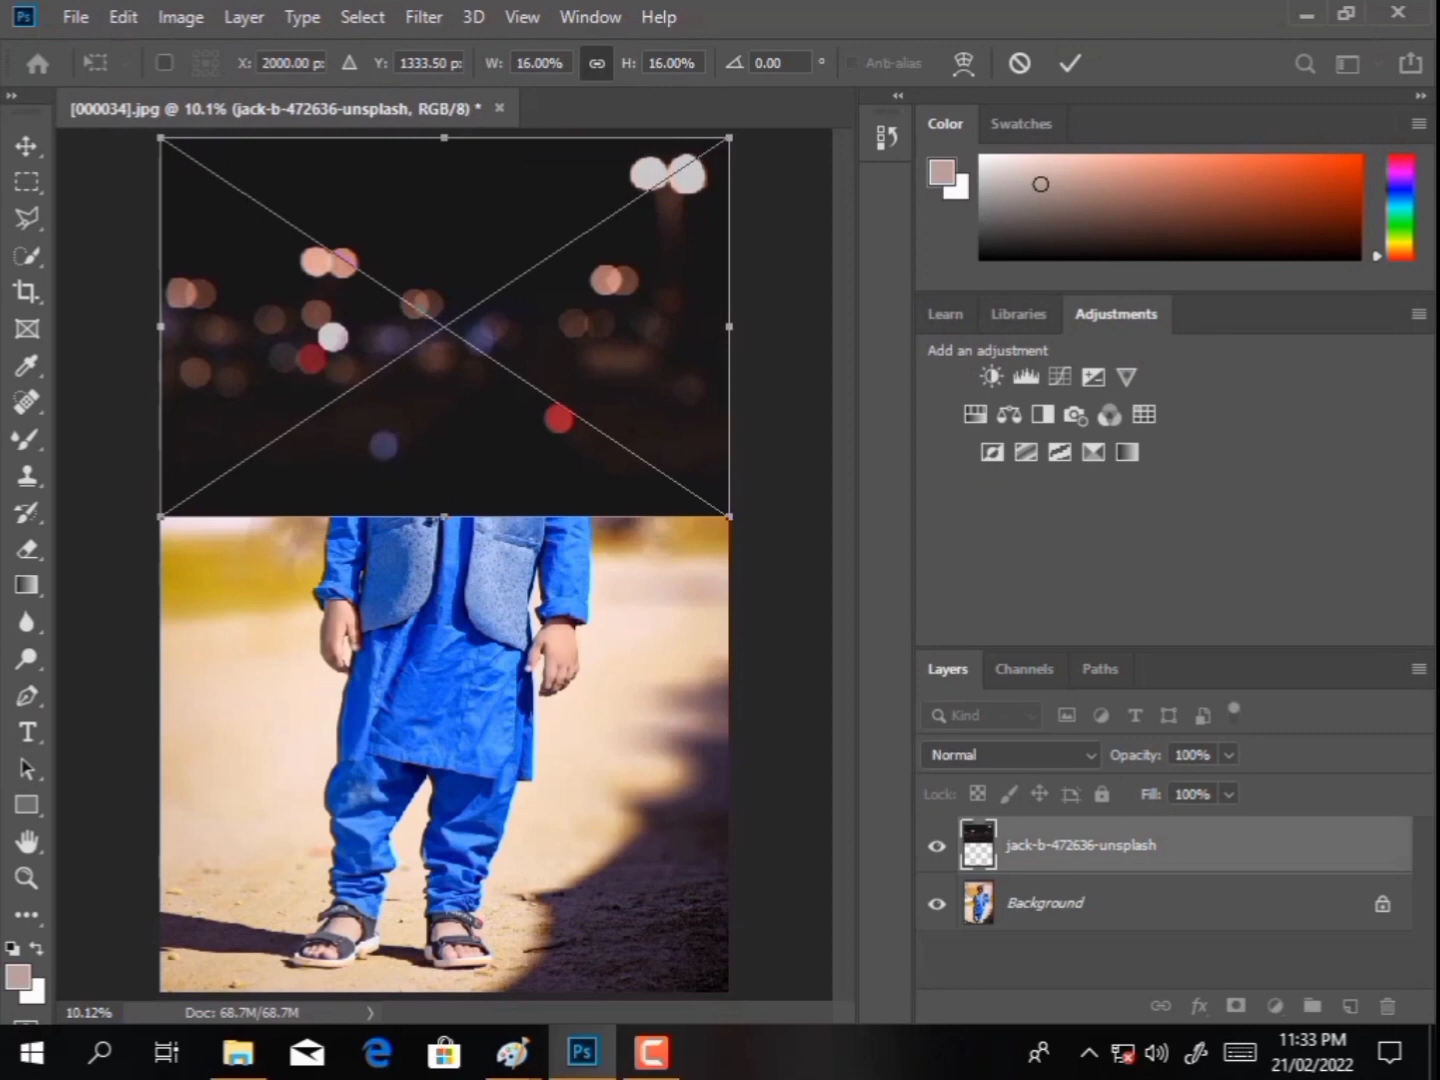 Ps File Edit Image Layer Type Select Filter 3D View Window Help
X: 2000.00 p: Y: 1333.50 p: W: 16.00% H: 16.00% 0.00 ° Anti-alias
[000034].jpg @ 10.1% (jack-b-472636-unsplash, RGB/8) *
Color Swatches
Learn Libraries Adjustments
Add an adjustment
Layers Channels Paths
Kind
Normal Opacity: 100%
Lock: Fill: 100%
jack-b-472636-unsplash
Background
10.12% Doc: 68.7M/68.7M
Ps
11:33 PM
21/02/2022